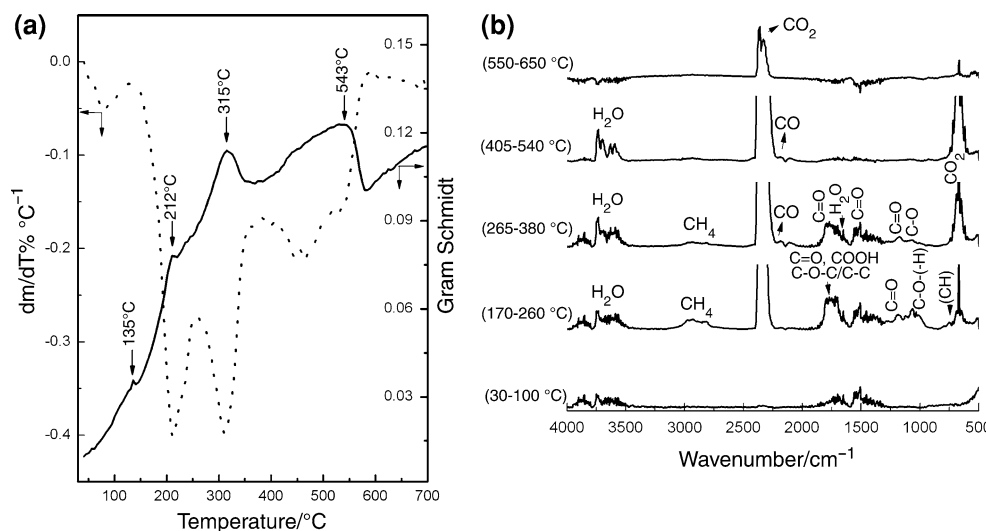 (a)
0.0
-0.1
-0.2
-0.3
-0.4
dm/dT% °C⁻¹
135°C
212°C
315°C
543°C
0.15
0.12
0.09
0.06
0.03
Gram Schmidt
100 200 300 400 500 600 700
Temperature/°C
(b)
(550-650 °C)
CO₂
(405-540 °C)
H₂O
CO
CO₂
(265-380 °C)
H₂O
CH₄
CO
C=O
H₂O
C=O
C=O
C-O
(170-260 °C)
H₂O
CH₄
C=O, COOH
C-O-C/C-C
C=O
C-O-(-H)
(CH)
(30-100 °C)
4000 3500 3000 2500 2000 1500 1000 500
Wavenumber/cm⁻¹